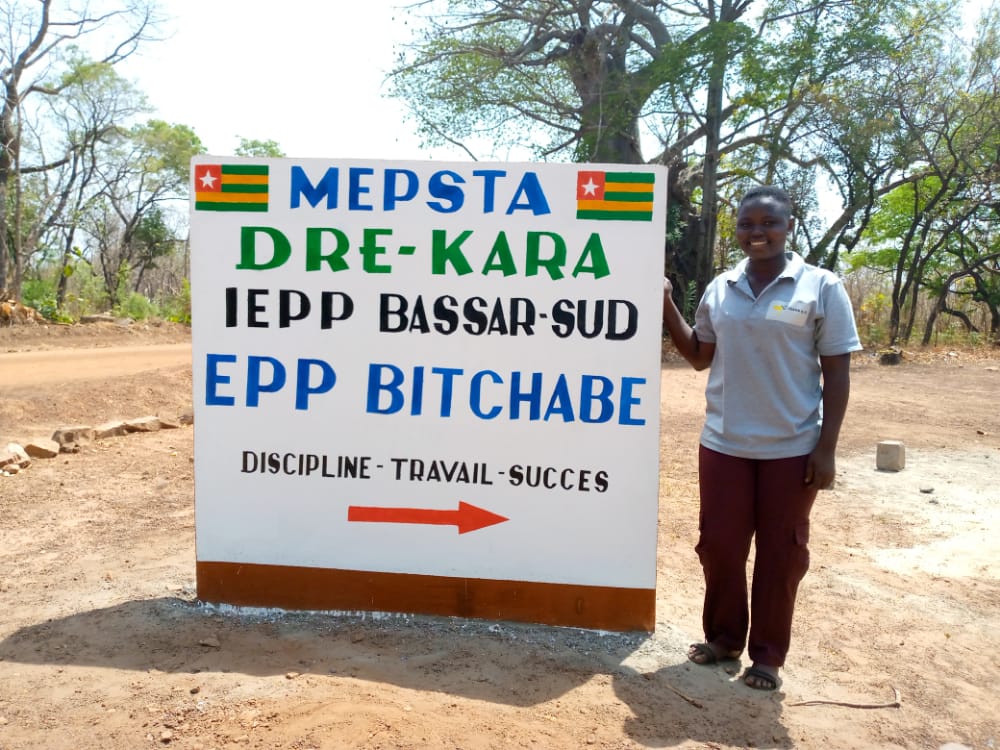 MEPSTA
DRE-KARA
IEPP BASSAR-SUD
EPP BITCHABE
DISCIPLINE - TRAVAIL - SUCCES